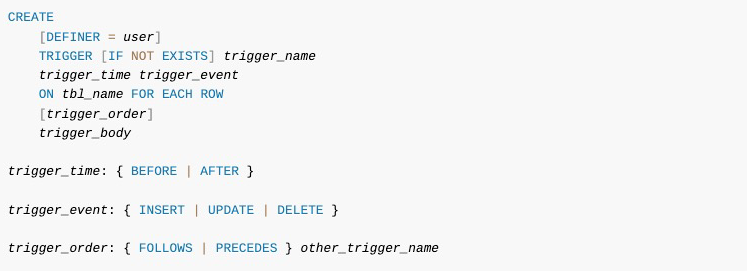 CREATE
    [DEFINER = user]
    TRIGGER [IF NOT EXISTS] trigger_name
    trigger_time trigger_event
    ON tbl_name FOR EACH ROW
    [trigger_order]
    trigger_body

trigger_time: { BEFORE | AFTER }

trigger_event: { INSERT | UPDATE | DELETE }

trigger_order: { FOLLOWS | PRECEDES } other_trigger_name